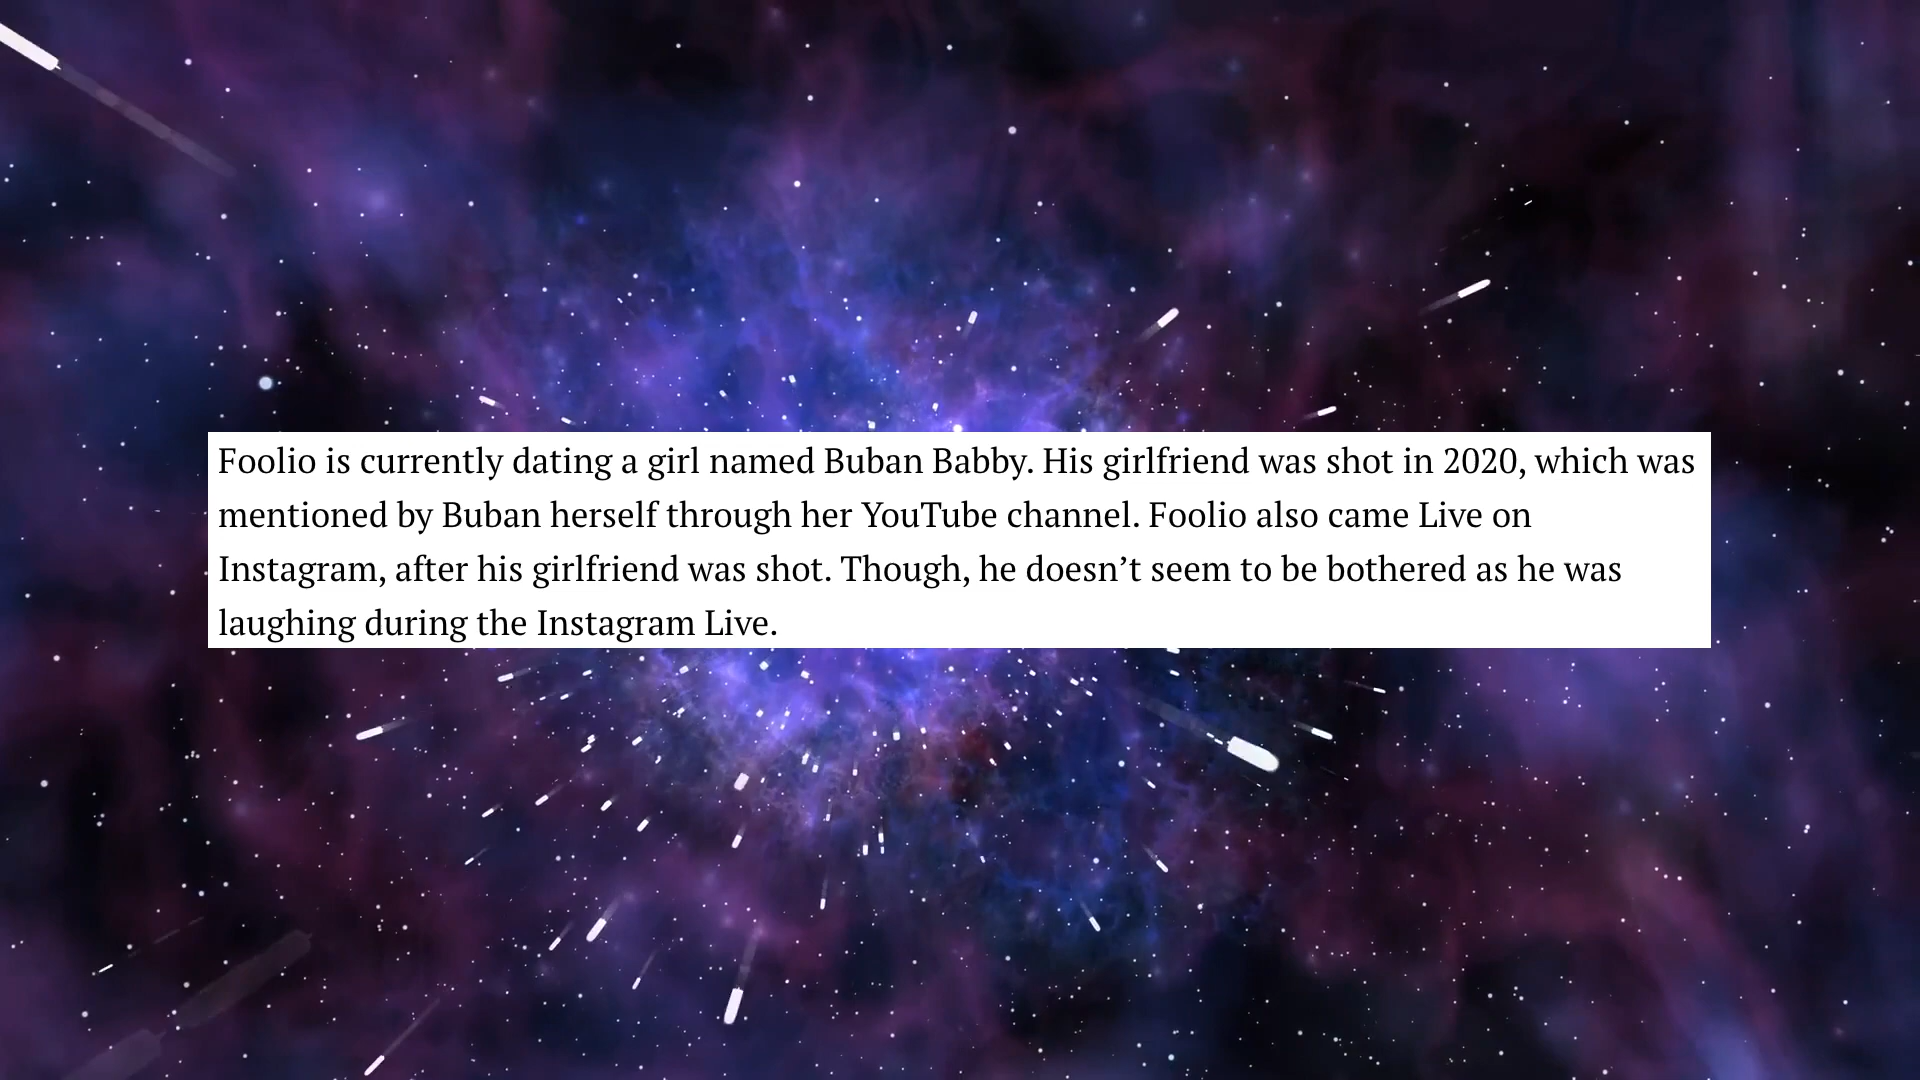 Foolio is currently dating a girl named Buban Babby. His girlfriend was shot in 2020, which was
mentioned by Buban herself through her YouTube channel. Foolio also came Live on
Instagram, after his girlfriend was shot. Though, he doesn’t seem to be bothered as he was
laughing during the Instagram Live.